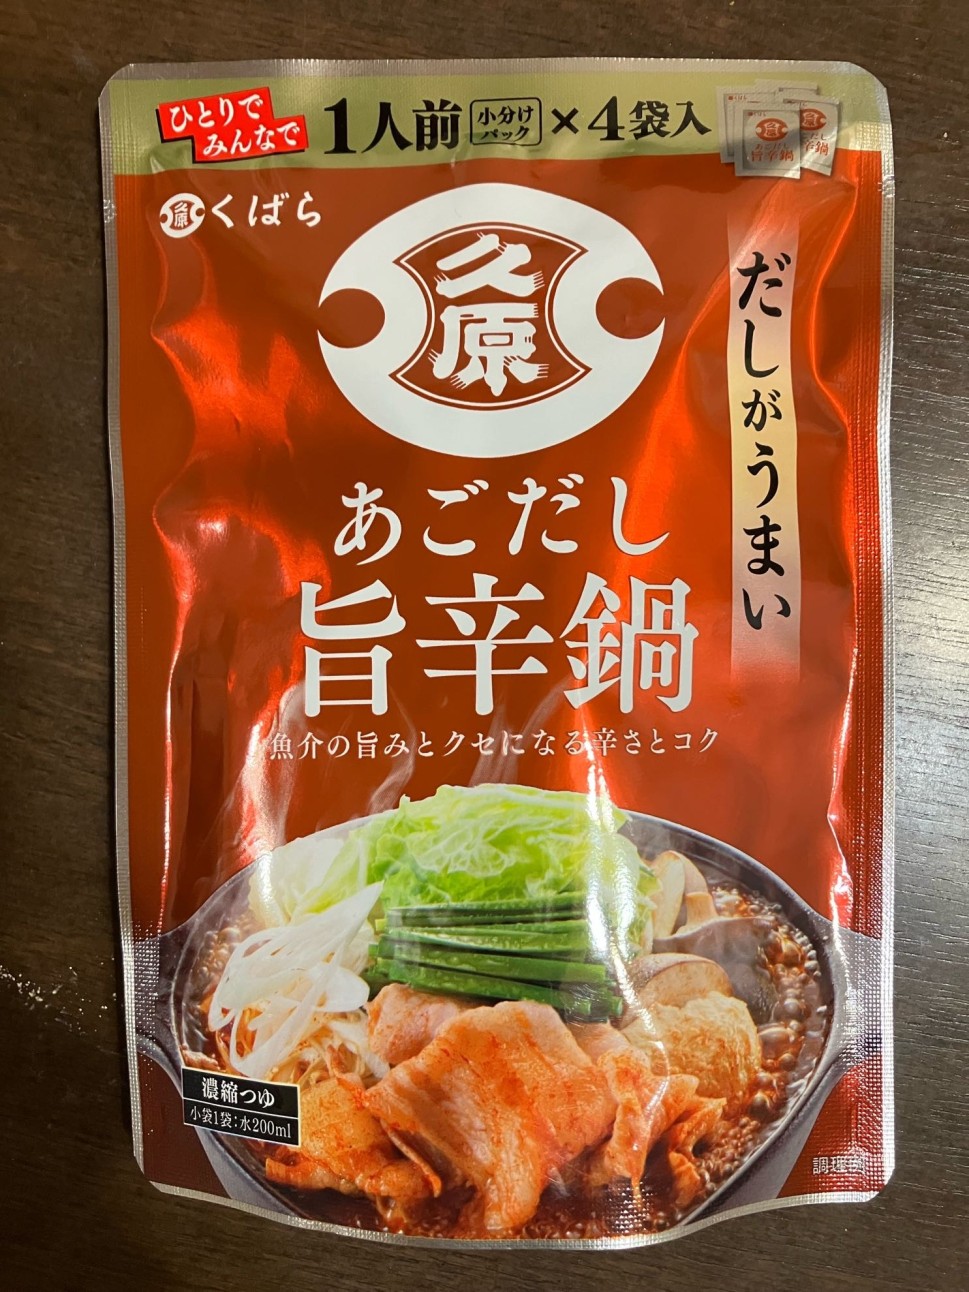 ひとりで
みんなで
1人前 小分けパック ×4袋入
久原 くばら
久原
だしがうまい
あごだし
旨辛鍋
魚介の旨みとクセになる辛さとコク
濃縮つゆ
小袋1袋:水200ml